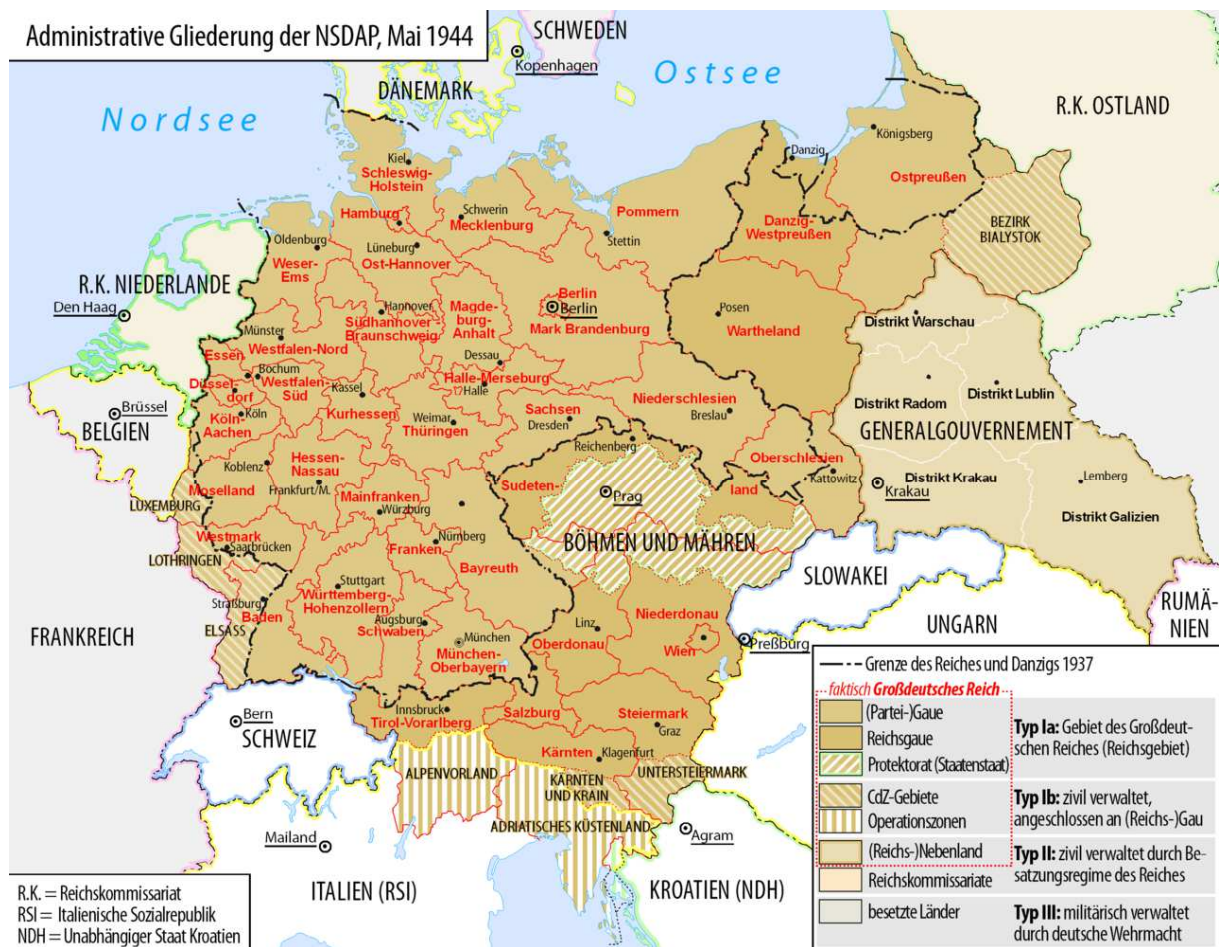 Administrative Gliederung der NSDAP, Mai 1944
SCHWEDEN
Kopenhagen
DÄNEMARK
Nordsee
Ostsee
R.K. OSTLAND
Königsberg
Danzig
Ostpreußen
Kiel
Schleswig-
Holstein
Hamburg
Schwerin
Mecklenburg
Pommern
Stettin
Danzig-
Westpreußen
BEZIRK
BIALYSTOK
Oldenburg
Weser-
Ems
Lüneburg
Ost-Hannover
R.K. NIEDERLANDE
Den Haag
Hannover
Südhannover-
Braunschweig
Magde-
burg-
Anhalt
Berlin
Berlin
Mark Brandenburg
Posen
Wartheland
Distrikt Warschau
Münster
Westfalen-Nord
Essen
Bochum
Düssel-
dorf
Westfalen-
Süd
Kassel
Dessau
Halle-Merseburg
Halle
Niederschlesien
Breslau
Distrikt Radom
Distrikt Lublin
GENERALGOUVERNEMENT
Brüssel
BELGIEN
Köln-
Aachen
Köln
Kurhessen
Weimar
Thüringen
Sachsen
Dresden
Reichenberg
Oberschlesien
Kattowitz
Krakau
Distrikt Krakau
Lemberg
Distrikt Galizien
Koblenz
Hessen-
Nassau
Frankfurt/M.
Moselland
LUXEMBURG
Mainfranken
Würzburg
Sudeten-
land
Prag
BÖHMEN UND MÄHREN
Westmark
Saarbrücken
LOTHRINGEN
Franken
Nürnberg
Bayreuth
SLOWAKEI
Straßburg
Baden
ELSASS
Stuttgart
Württemberg-
Hohenzollern
Augsburg
Schwaben
München
München-
Oberbayern
Linz
Oberdonau
Niederdonau
Wien
Preßburg
UNGARN
RUMÄ-
NIEN
FRANKREICH
Bern
SCHWEIZ
Innsbruck
Tirol-Vorarlberg
Salzburg
Steiermark
Graz
Kärnten
Klagenfurt
UNTERSTEIERMARK
ALPENVORLAND
KÄRNTEN
UND KRAIN
ADRIATISCHES KÜSTENLAND
Mailand
Agram
ITALIEN (RSI)
KROATIEN (NDH)
R.K. = Reichskommissariat
RSI = Italienische Sozialrepublik
NDH = Unabhängiger Staat Kroatien
Grenze des Reiches und Danzigs 1937
faktisch Großdeutsches Reich
(Partei-)Gaue
Reichsgaue
Protektorat (Staatenstaat)
Typ Ia: Gebiet des Großdeut-
schen Reiches (Reichsgebiet)
CdZ-Gebiete
Operationszonen
Typ Ib: zivil verwaltet,
angeschlossen an (Reichs-)Gau
(Reichs-)Nebenland
Reichskommissariate
Typ II: zivil verwaltet durch Be-
satzungsregime des Reiches
besetzte Länder
Typ III: militärisch verwaltet
durch deutsche Wehrmacht